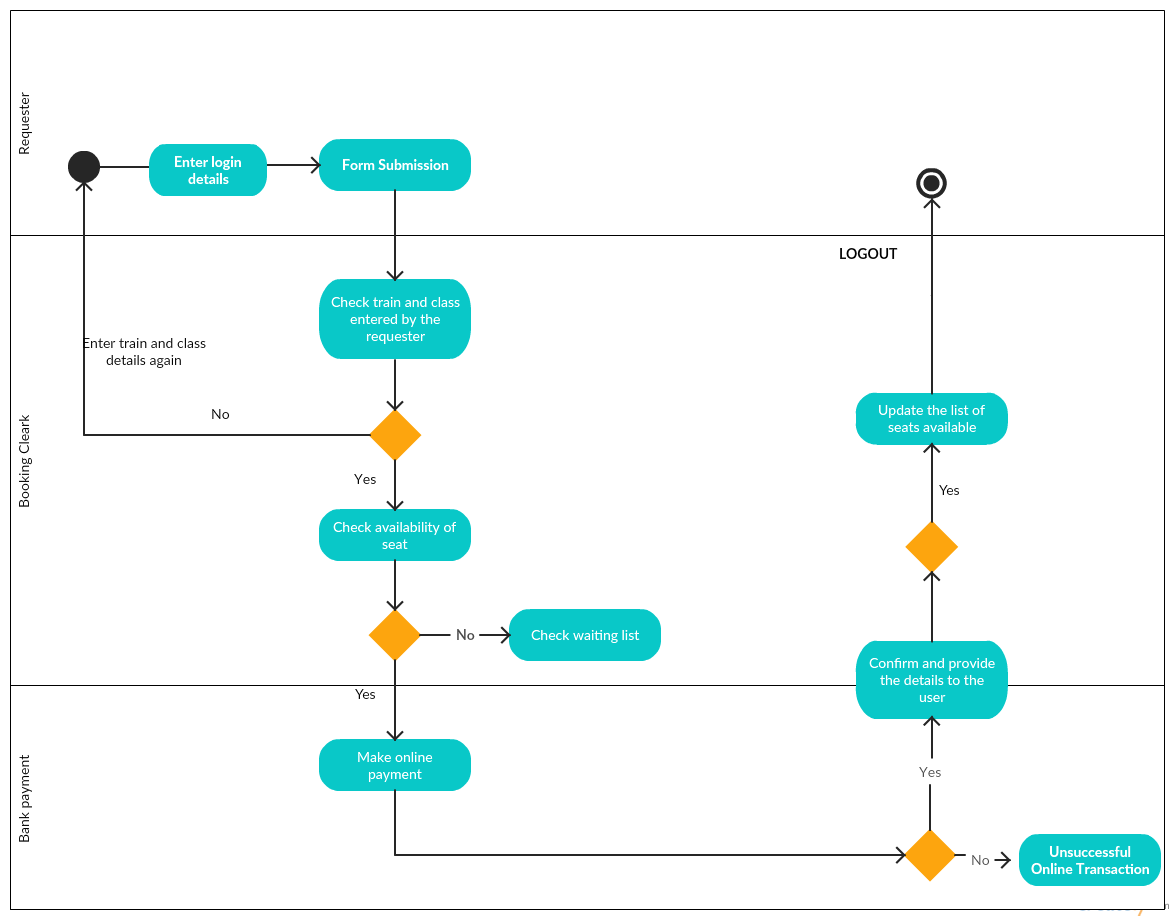 Requester
Enter login
details
Form Submission
Booking Cleark
LOGOUT
Check train and class
entered by the
requester
Enter train and class
details again
No
Yes
Check availability of
seat
No
Check waiting list
Update the list of
seats available
Yes
Confirm and provide
the details to the
user
Bank payment
Yes
Make online
payment
Yes
No
Unsuccessful
Online Transaction